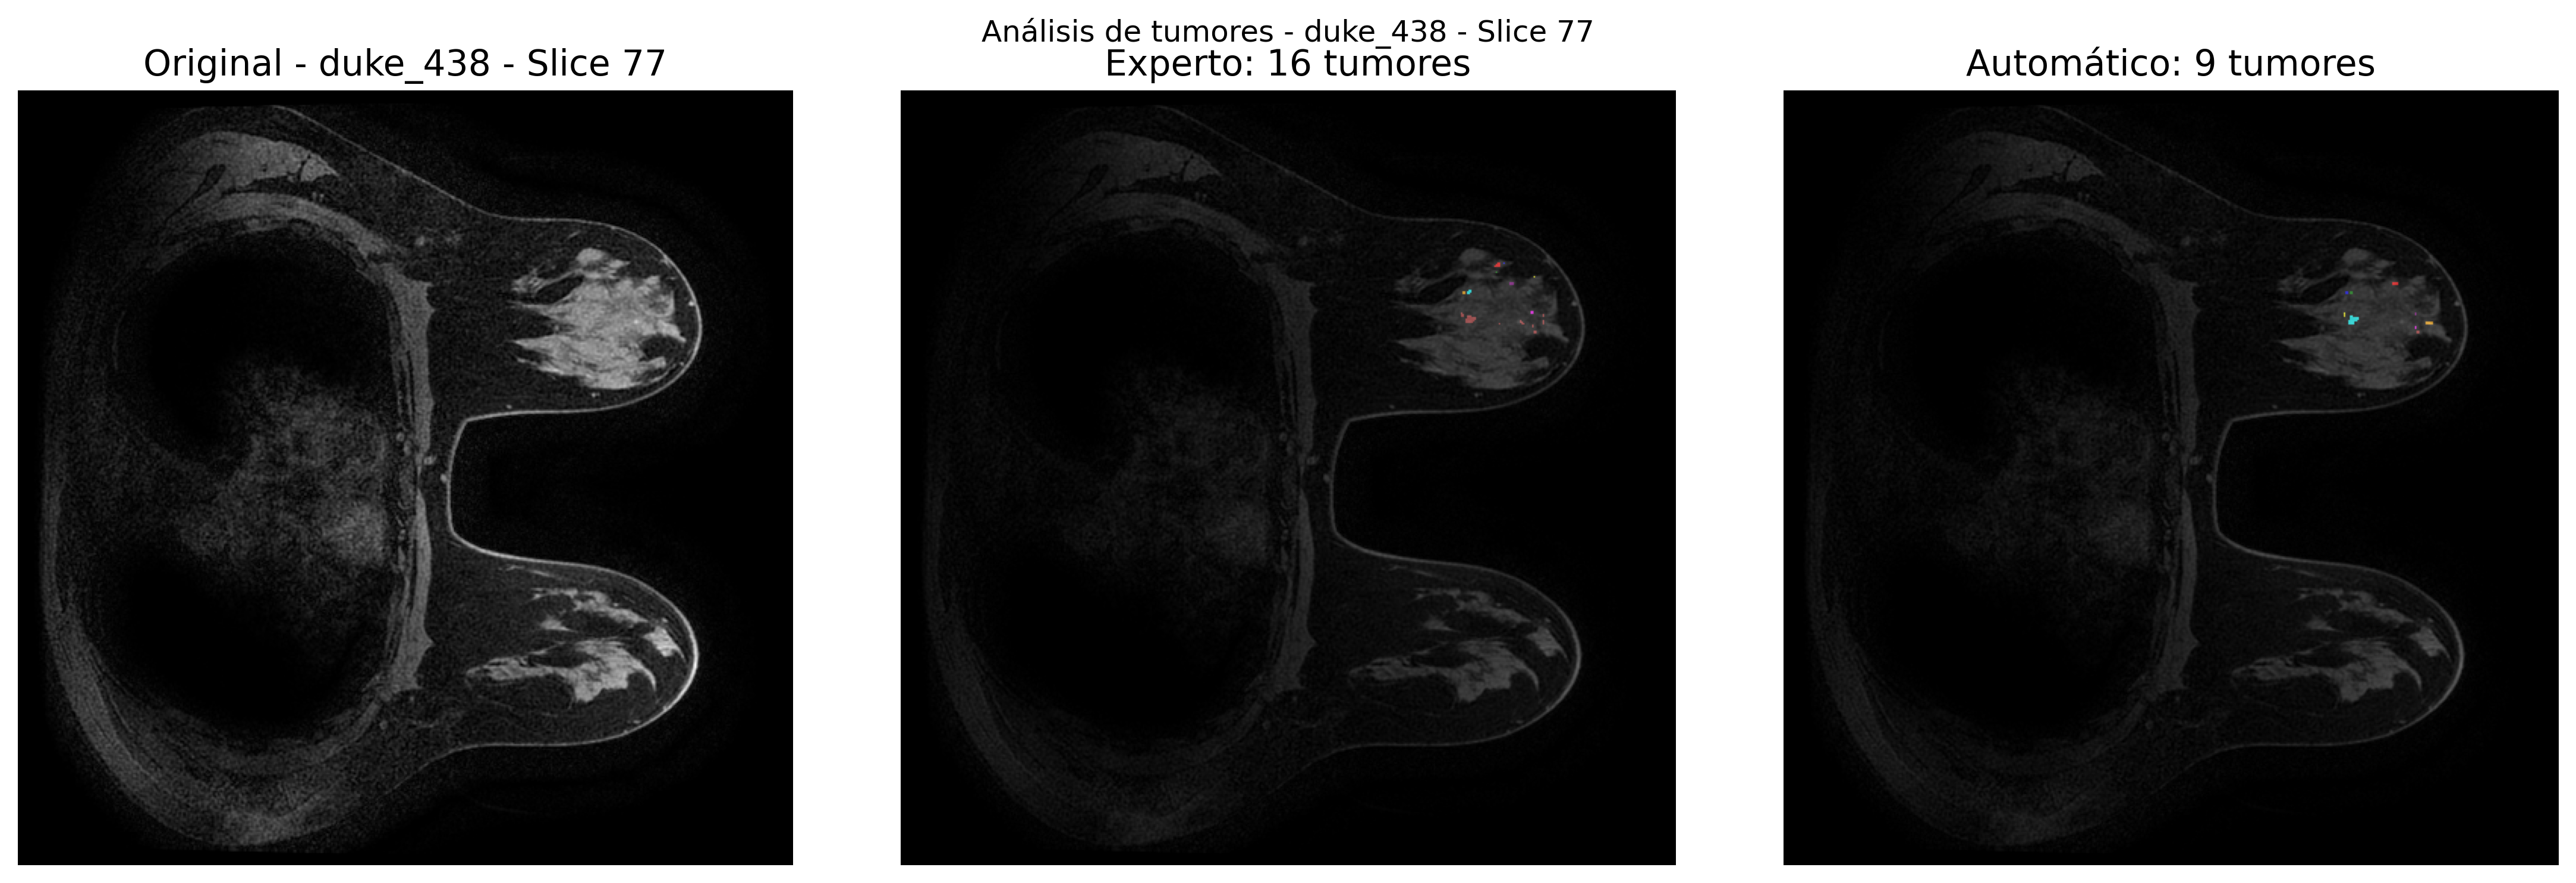 Análisis de tumores - duke_438 - Slice 77
Original - duke_438 - Slice 77
Experto: 16 tumores
Automático: 9 tumores